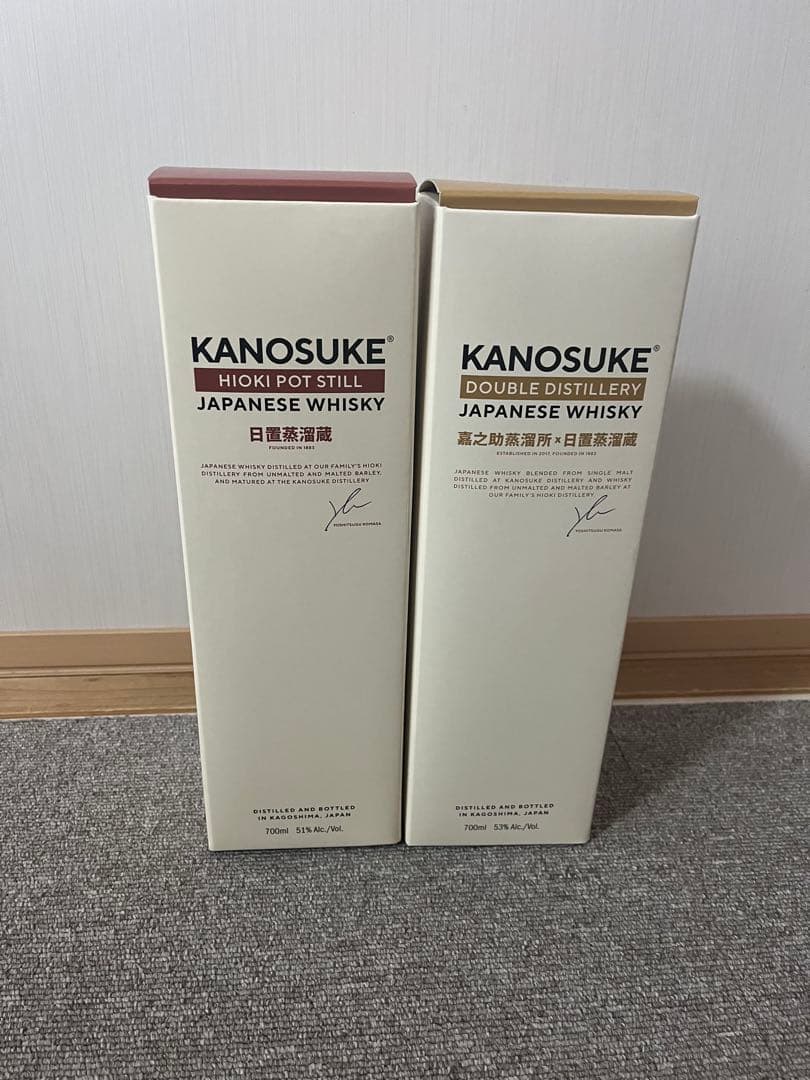 KANOSUKE®
HIOKI POT STILL
JAPANESE WHISKY
日置蒸溜蔵
FOUNDED IN 1883
JAPANESE WHISKY DISTILLED AT OUR FAMILY'S HIOKI
DISTILLERY FROM UNMALTED AND MALTED BARLEY,
AND MATURED AT THE KANOSUKE DISTILLERY
YOSHITSUGU KOMASA
DISTILLED AND BOTTLED
IN KAGOSHIMA, JAPAN
700ml 51% Alc./Vol.
KANOSUKE®
DOUBLE DISTILLERY
JAPANESE WHISKY
嘉之助蒸溜所×日置蒸溜蔵
ESTABLISHED IN 2017, FOUNDED IN 1883
JAPANESE WHISKY BLENDED FROM SINGLE MALT
DISTILLED AT KANOSUKE DISTILLERY AND WHISKY
DISTILLED FROM UNMALTED AND MALTED BARLEY AT
OUR FAMILY'S HIOKI DISTILLERY
YOSHITSUGU KOMASA
DISTILLED AND BOTTLED
IN KAGOSHIMA, JAPAN
700ml 53% Alc./Vol.